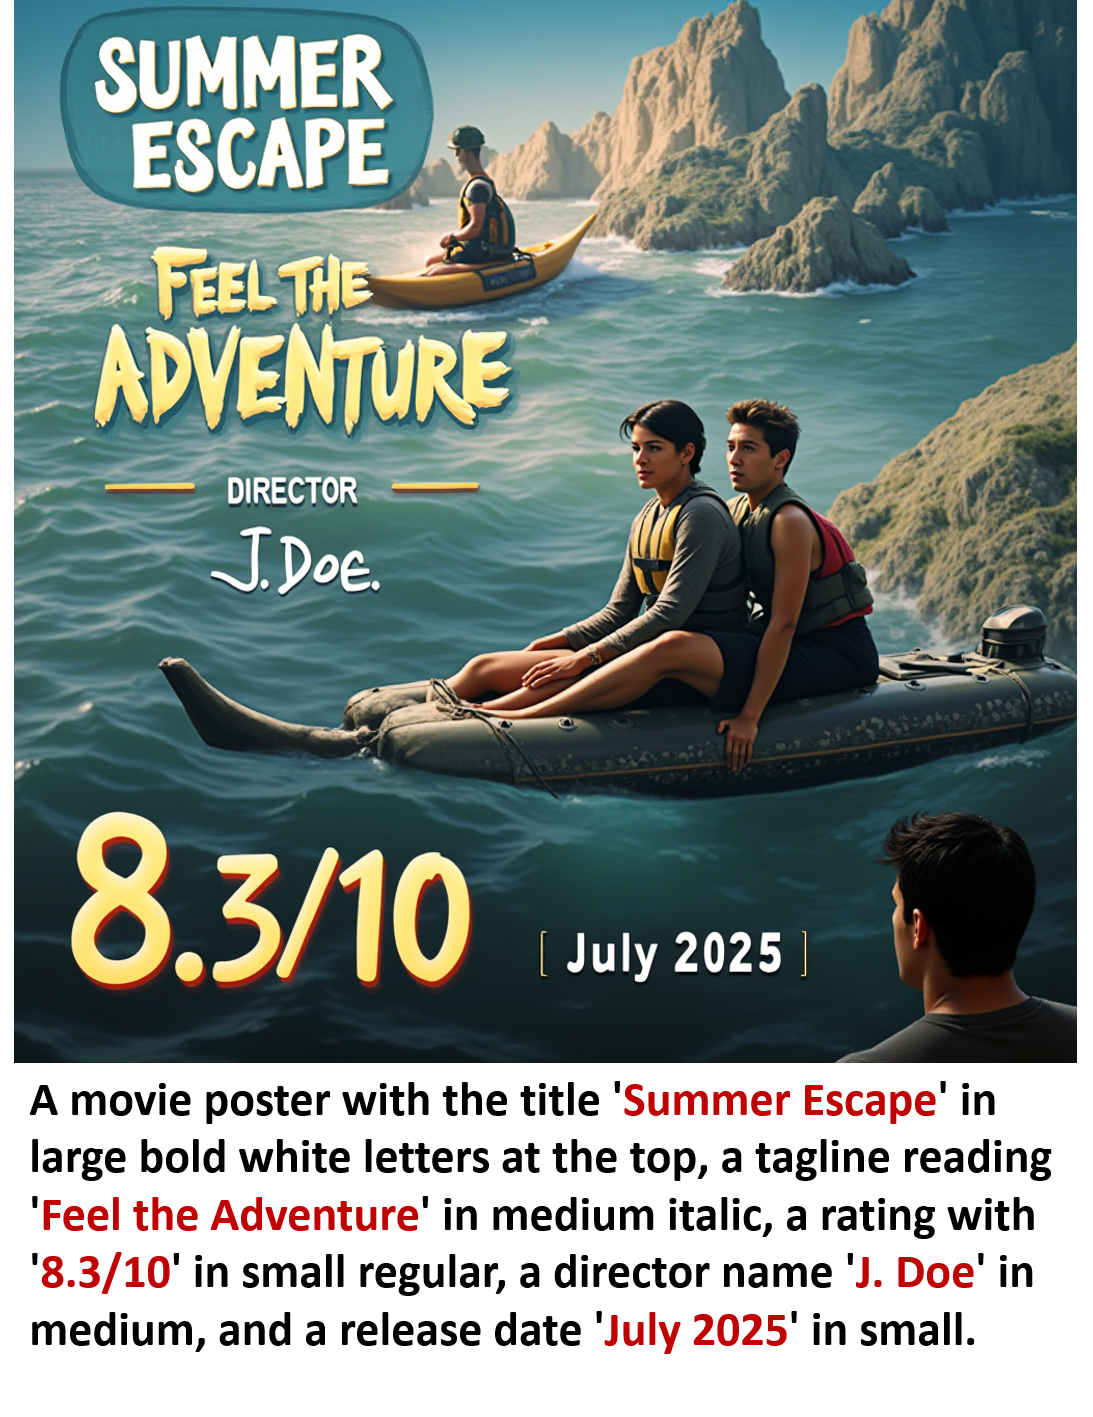 SUMMER
ESCAPE
FEEL THE
ADVENTURE
DIRECTOR
J. DOE.
8.3/10
[ July 2025 ]
A movie poster with the title 'Summer Escape' in
large bold white letters at the top, a tagline reading
'Feel the Adventure' in medium italic, a rating with
'8.3/10' in small regular, a director name 'J. Doe' in
medium, and a release date 'July 2025' in small.